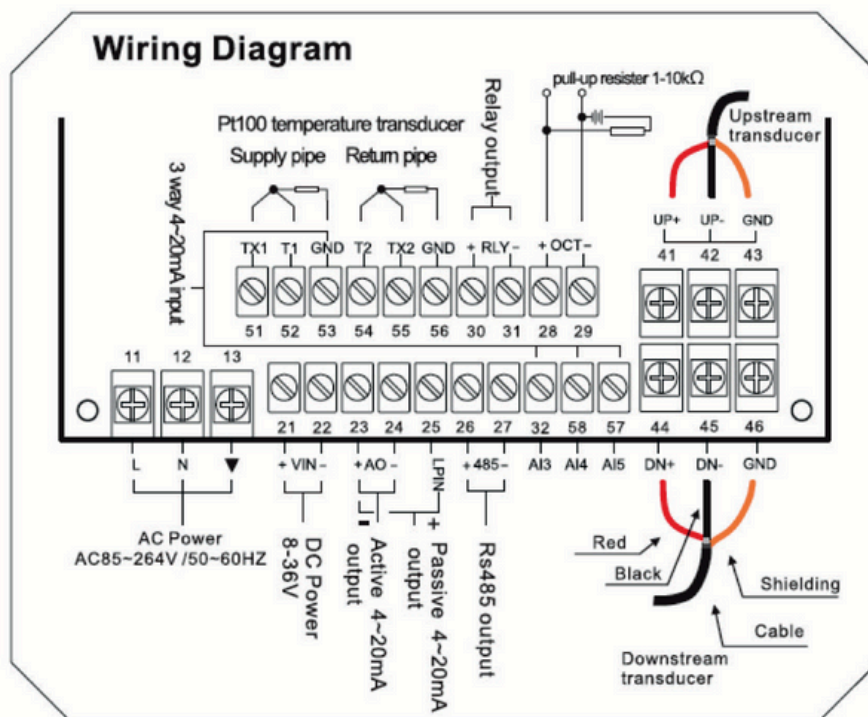 Wiring Diagram
pull-up resister 1-10kΩ
Relay output
Upstream
transducer
Pt100 temperature transducer
Supply pipe Return pipe
3 way 4~20mA input
UP+ UP- GND
TX1 T1 GND T2 TX2 GND + RLY - + OCT -
41 42 43
51 52 53 54 55 56 30 31 28 29
11 12 13
21 22 23 24 25 26 27 32 58 57 44 45 46
L N + VIN - + AO - LPIN +485- AI3 AI4 AI5 DN+ DN- GND
- +
AC Power
AC85~264V /50~60HZ
DC Power
8-36V
Active 4~20mA
output
Passive 4~20mA
output
Rs485 output
Red
Black
Shielding
Cable
Downstream
transducer